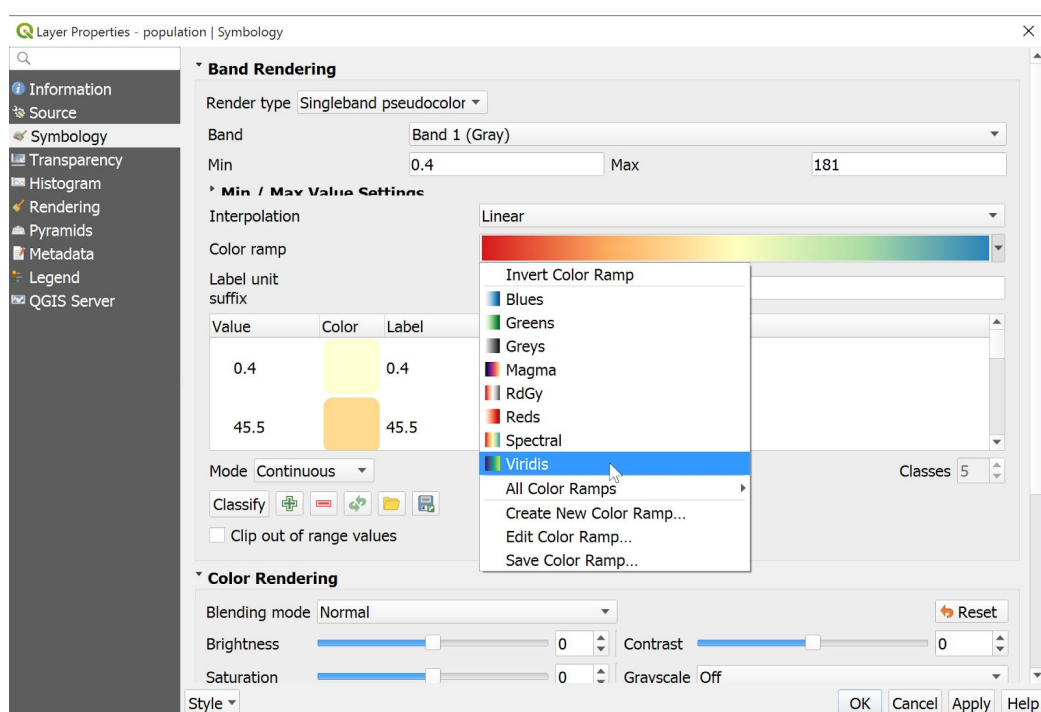 Layer Properties - population | Symbology
Information
Source
Symbology
Transparency
Histogram
Rendering
Pyramids
Metadata
Legend
QGIS Server
Band Rendering
Render type Singleband pseudocolor
Band Band 1 (Gray)
Min 0.4 Max 181
Min / Max Value Settings
Interpolation Linear
Color ramp
Label unit
suffix
Value Color Label
0.4 0.4
45.5 45.5
Invert Color Ramp
Blues
Greens
Greys
Magma
RdGy
Reds
Spectral
Viridis
All Color Ramps
Create New Color Ramp...
Edit Color Ramp...
Save Color Ramp...
Mode Continuous Classes 5
Classify
Clip out of range values
Color Rendering
Blending mode Normal Reset
Brightness 0 Contrast 0
Saturation 0 Grayscale Off
Style OK Cancel Apply Help